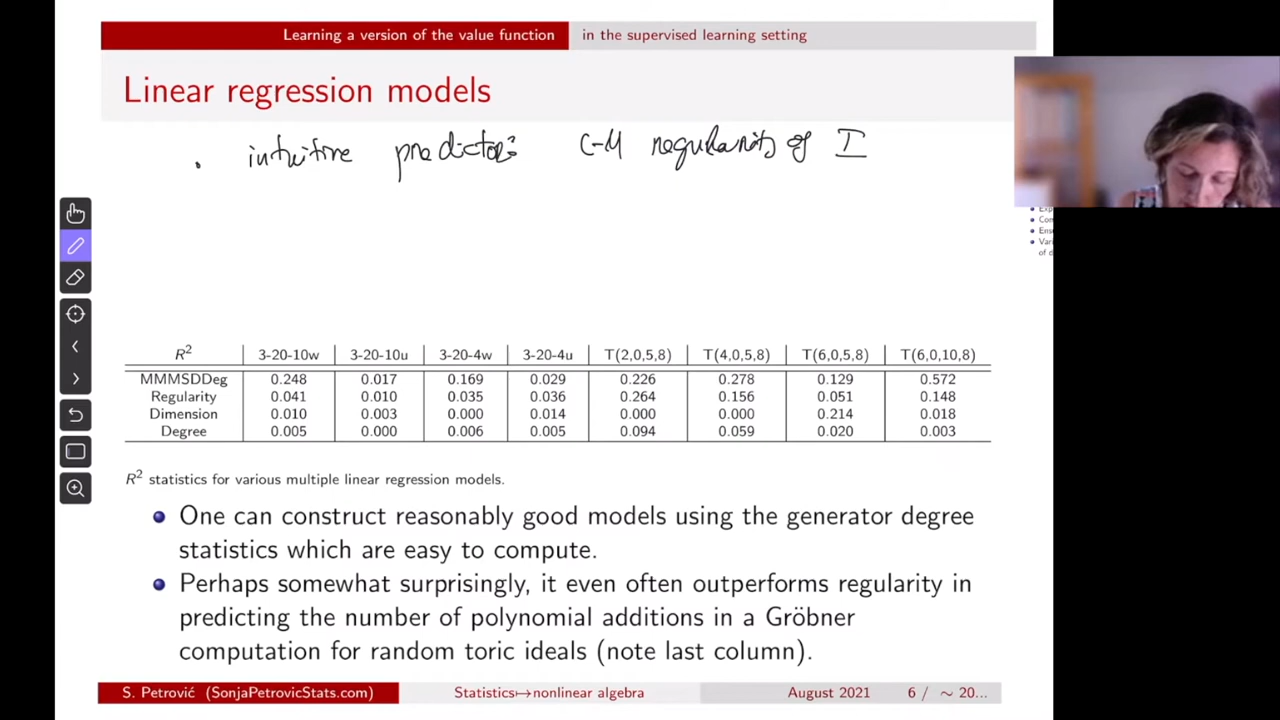 Learning a version of the value function in the supervised learning setting
Linear regression models
. intuitive predictor: C-M regularity of I
R² 3-20-10w 3-20-10u 3-20-4w 3-20-4u T(2,0,5,8) T(4,0,5,8) T(6,0,5,8) T(6,0,10,8)
MMMSDDeg 0.248 0.017 0.169 0.029 0.226 0.278 0.129 0.572
Regularity 0.041 0.010 0.035 0.036 0.264 0.156 0.051 0.148
Dimension 0.010 0.003 0.000 0.014 0.000 0.000 0.214 0.018
Degree 0.005 0.000 0.006 0.005 0.094 0.059 0.020 0.003
R² statistics for various multiple linear regression models.
One can construct reasonably good models using the generator degree
statistics which are easy to compute.
Perhaps somewhat surprisingly, it even often outperforms regularity in
predicting the number of polynomial additions in a Gröbner
computation for random toric ideals (note last column).
S. Petrović (SonjaPetrovicStats.com) Statistics↦nonlinear algebra August 2021 6 / ∼ 20...